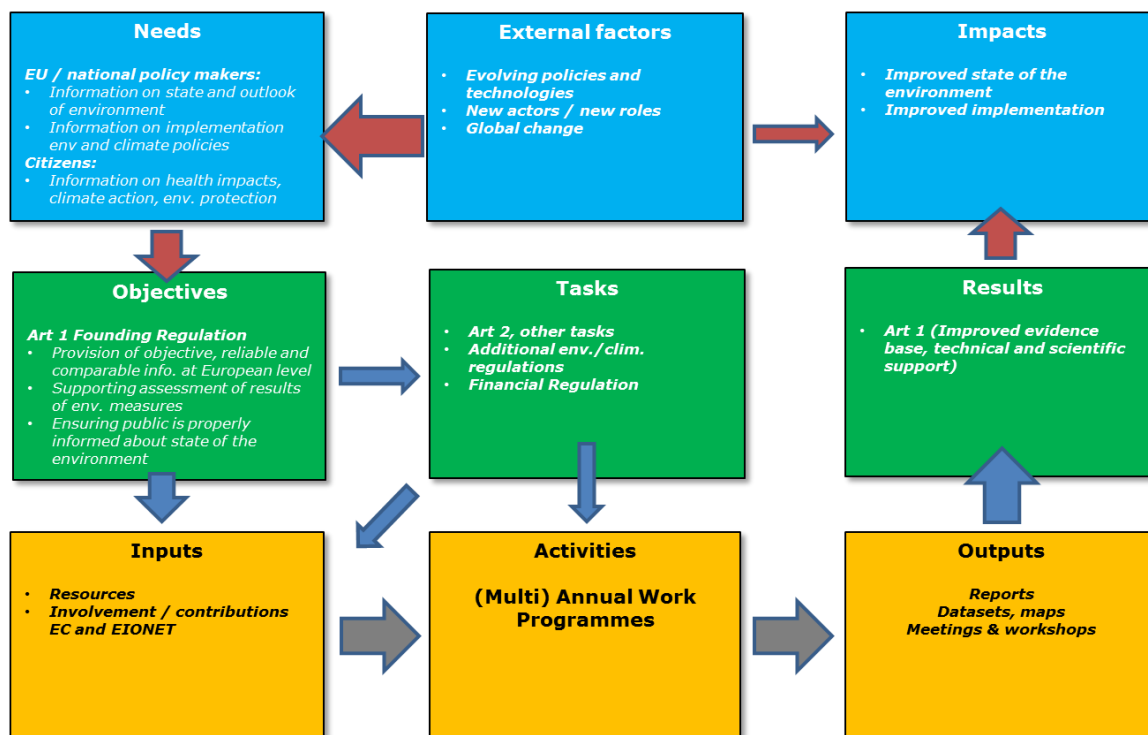 Needs
EU / national policy makers:
• Information on state and outlook
of environment
• Information on implementation
env and climate policies
Citizens:
• Information on health impacts,
climate action, env. protection
External factors
• Evolving policies and
technologies
• New actors / new roles
• Global change
Impacts
• Improved state of the
environment
• Improved implementation
Objectives
Art 1 Founding Regulation
• Provision of objective, reliable and
comparable info. at European level
• Supporting assessment of results
of env. measures
• Ensuring public is properly
informed about state of the
environment
Tasks
• Art 2, other tasks
• Additional env./clim.
regulations
• Financial Regulation
Results
• Art 1 (Improved evidence
base, technical and scientific
support)
Inputs
• Resources
• Involvement / contributions
EC and EIONET
Activities
(Multi) Annual Work
Programmes
Outputs
Reports
Datasets, maps
Meetings & workshops